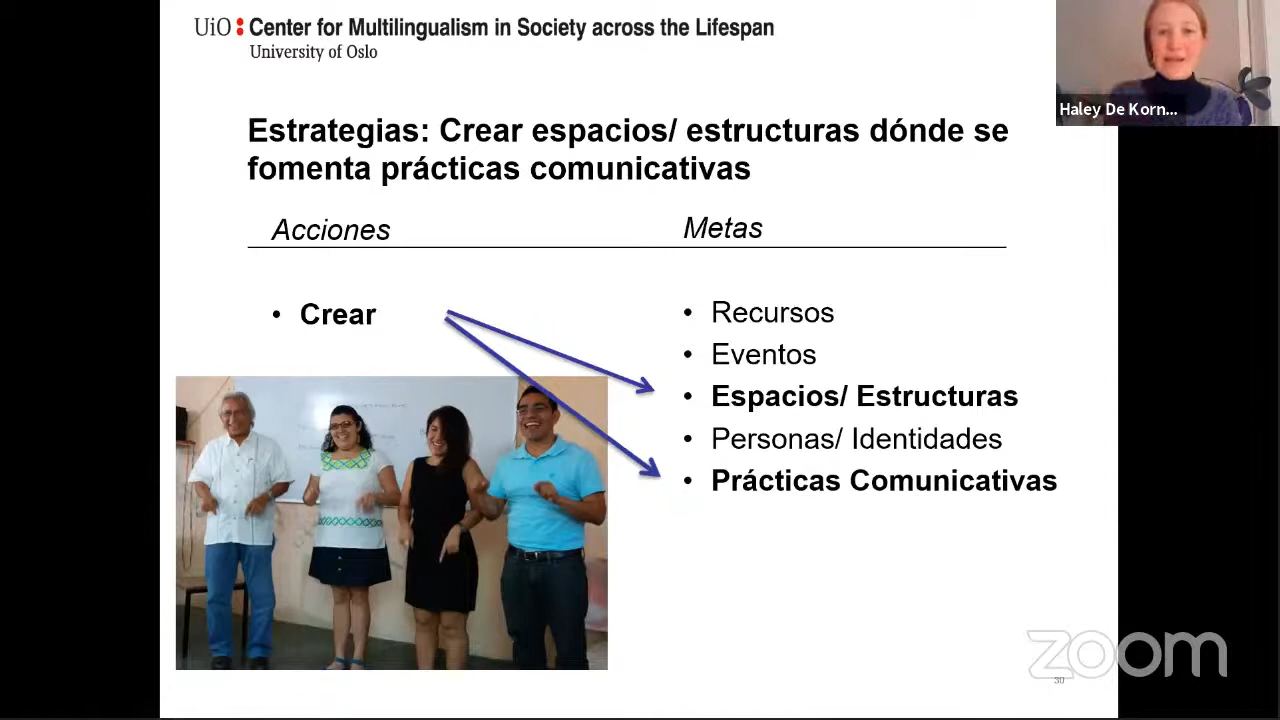 UiO : Center for Multilingualism in Society across the Lifespan
University of Oslo
Haley De Korn...
Estrategias: Crear espacios/ estructuras dónde se
fomenta prácticas comunicativas
Acciones
Metas
• Crear
• Recursos
• Eventos
• Espacios/ Estructuras
• Personas/ Identidades
• Prácticas Comunicativas
zoom
30